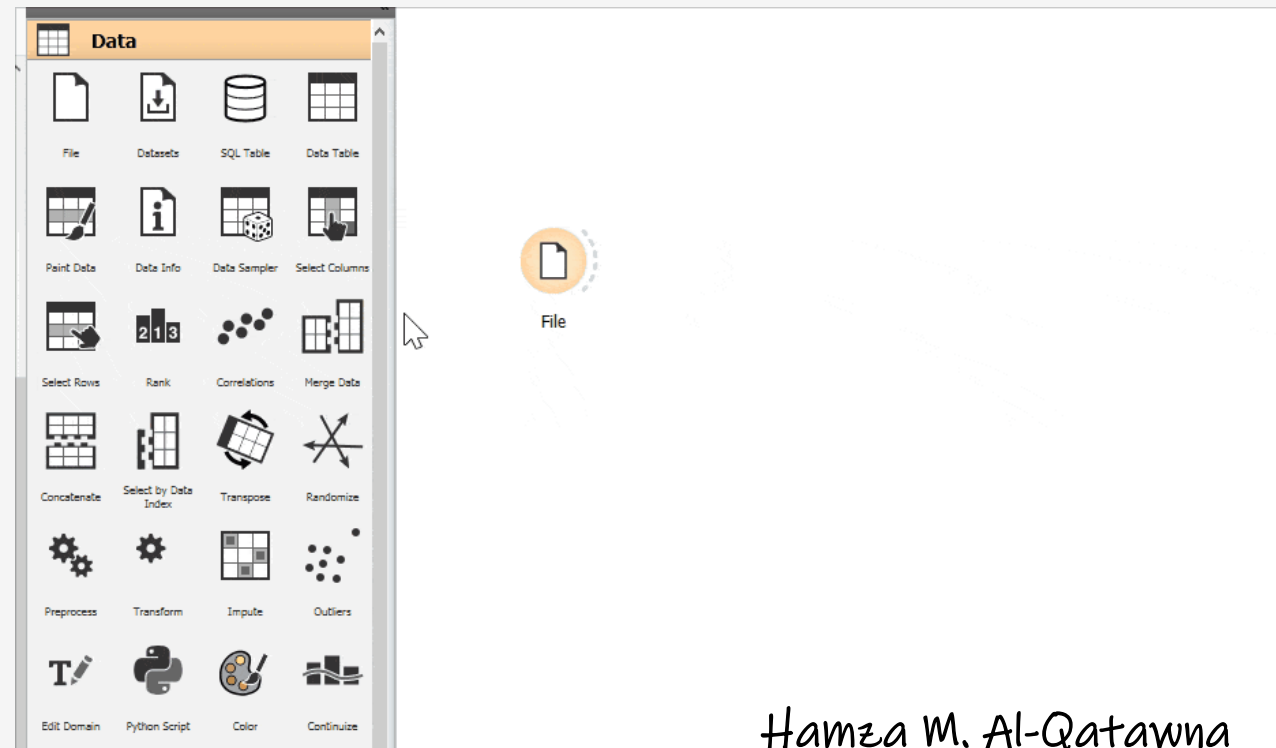 Data
File Datasets SQL Table Data Table
Paint Data Data Info Data Sampler Select Columns
File
Select Rows Rank Correlations Merge Data
213
Concatenate Select by Data Index Transpose Randomize
Preprocess Transform Impute Outliers
T
Edit Domain Python Script Color Continuize
Hamza M. Al-Qatawna